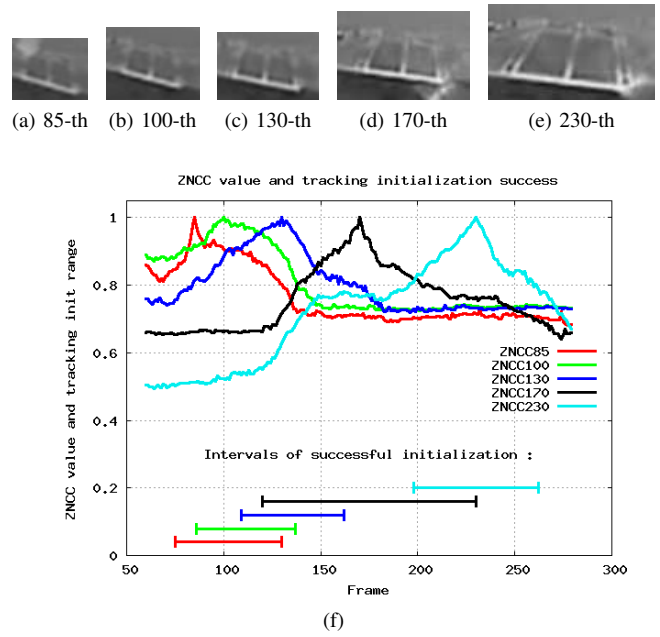 (a) 85-th (b) 100-th (c) 130-th (d) 170-th (e) 230-th
ZNCC value and tracking initialization success
ZNCC value and tracking init range
1
0.8
0.6
0.4
0.2
0
ZNCC85
ZNCC100
ZNCC130
ZNCC170
ZNCC230
Intervals of successful initialization :
50 100 150 200 250 300
Frame
(f)